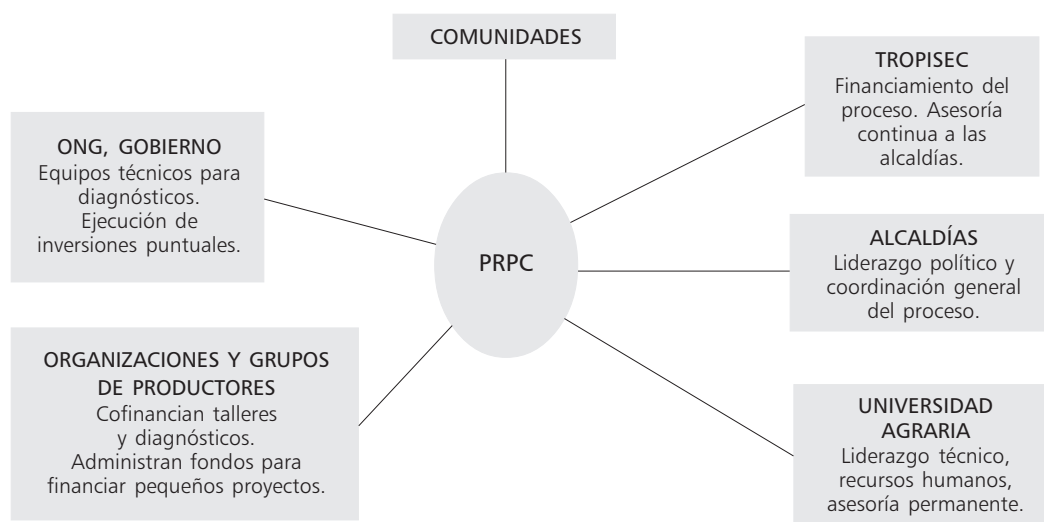 COMUNIDADES
TROPISEC
Financiamiento del
proceso. Asesoría
continua a las
alcaldías.
ONG, GOBIERNO
Equipos técnicos para
diagnósticos.
Ejecución de
inversiones puntuales.
PRPC
ALCALDÍAS
Liderazgo político y
coordinación general
del proceso.
ORGANIZACIONES Y GRUPOS
DE PRODUCTORES
Cofinancian talleres
y diagnósticos.
Administran fondos para
financiar pequeños proyectos.
UNIVERSIDAD
AGRARIA
Liderazgo técnico,
recursos humanos,
asesoría permanente.